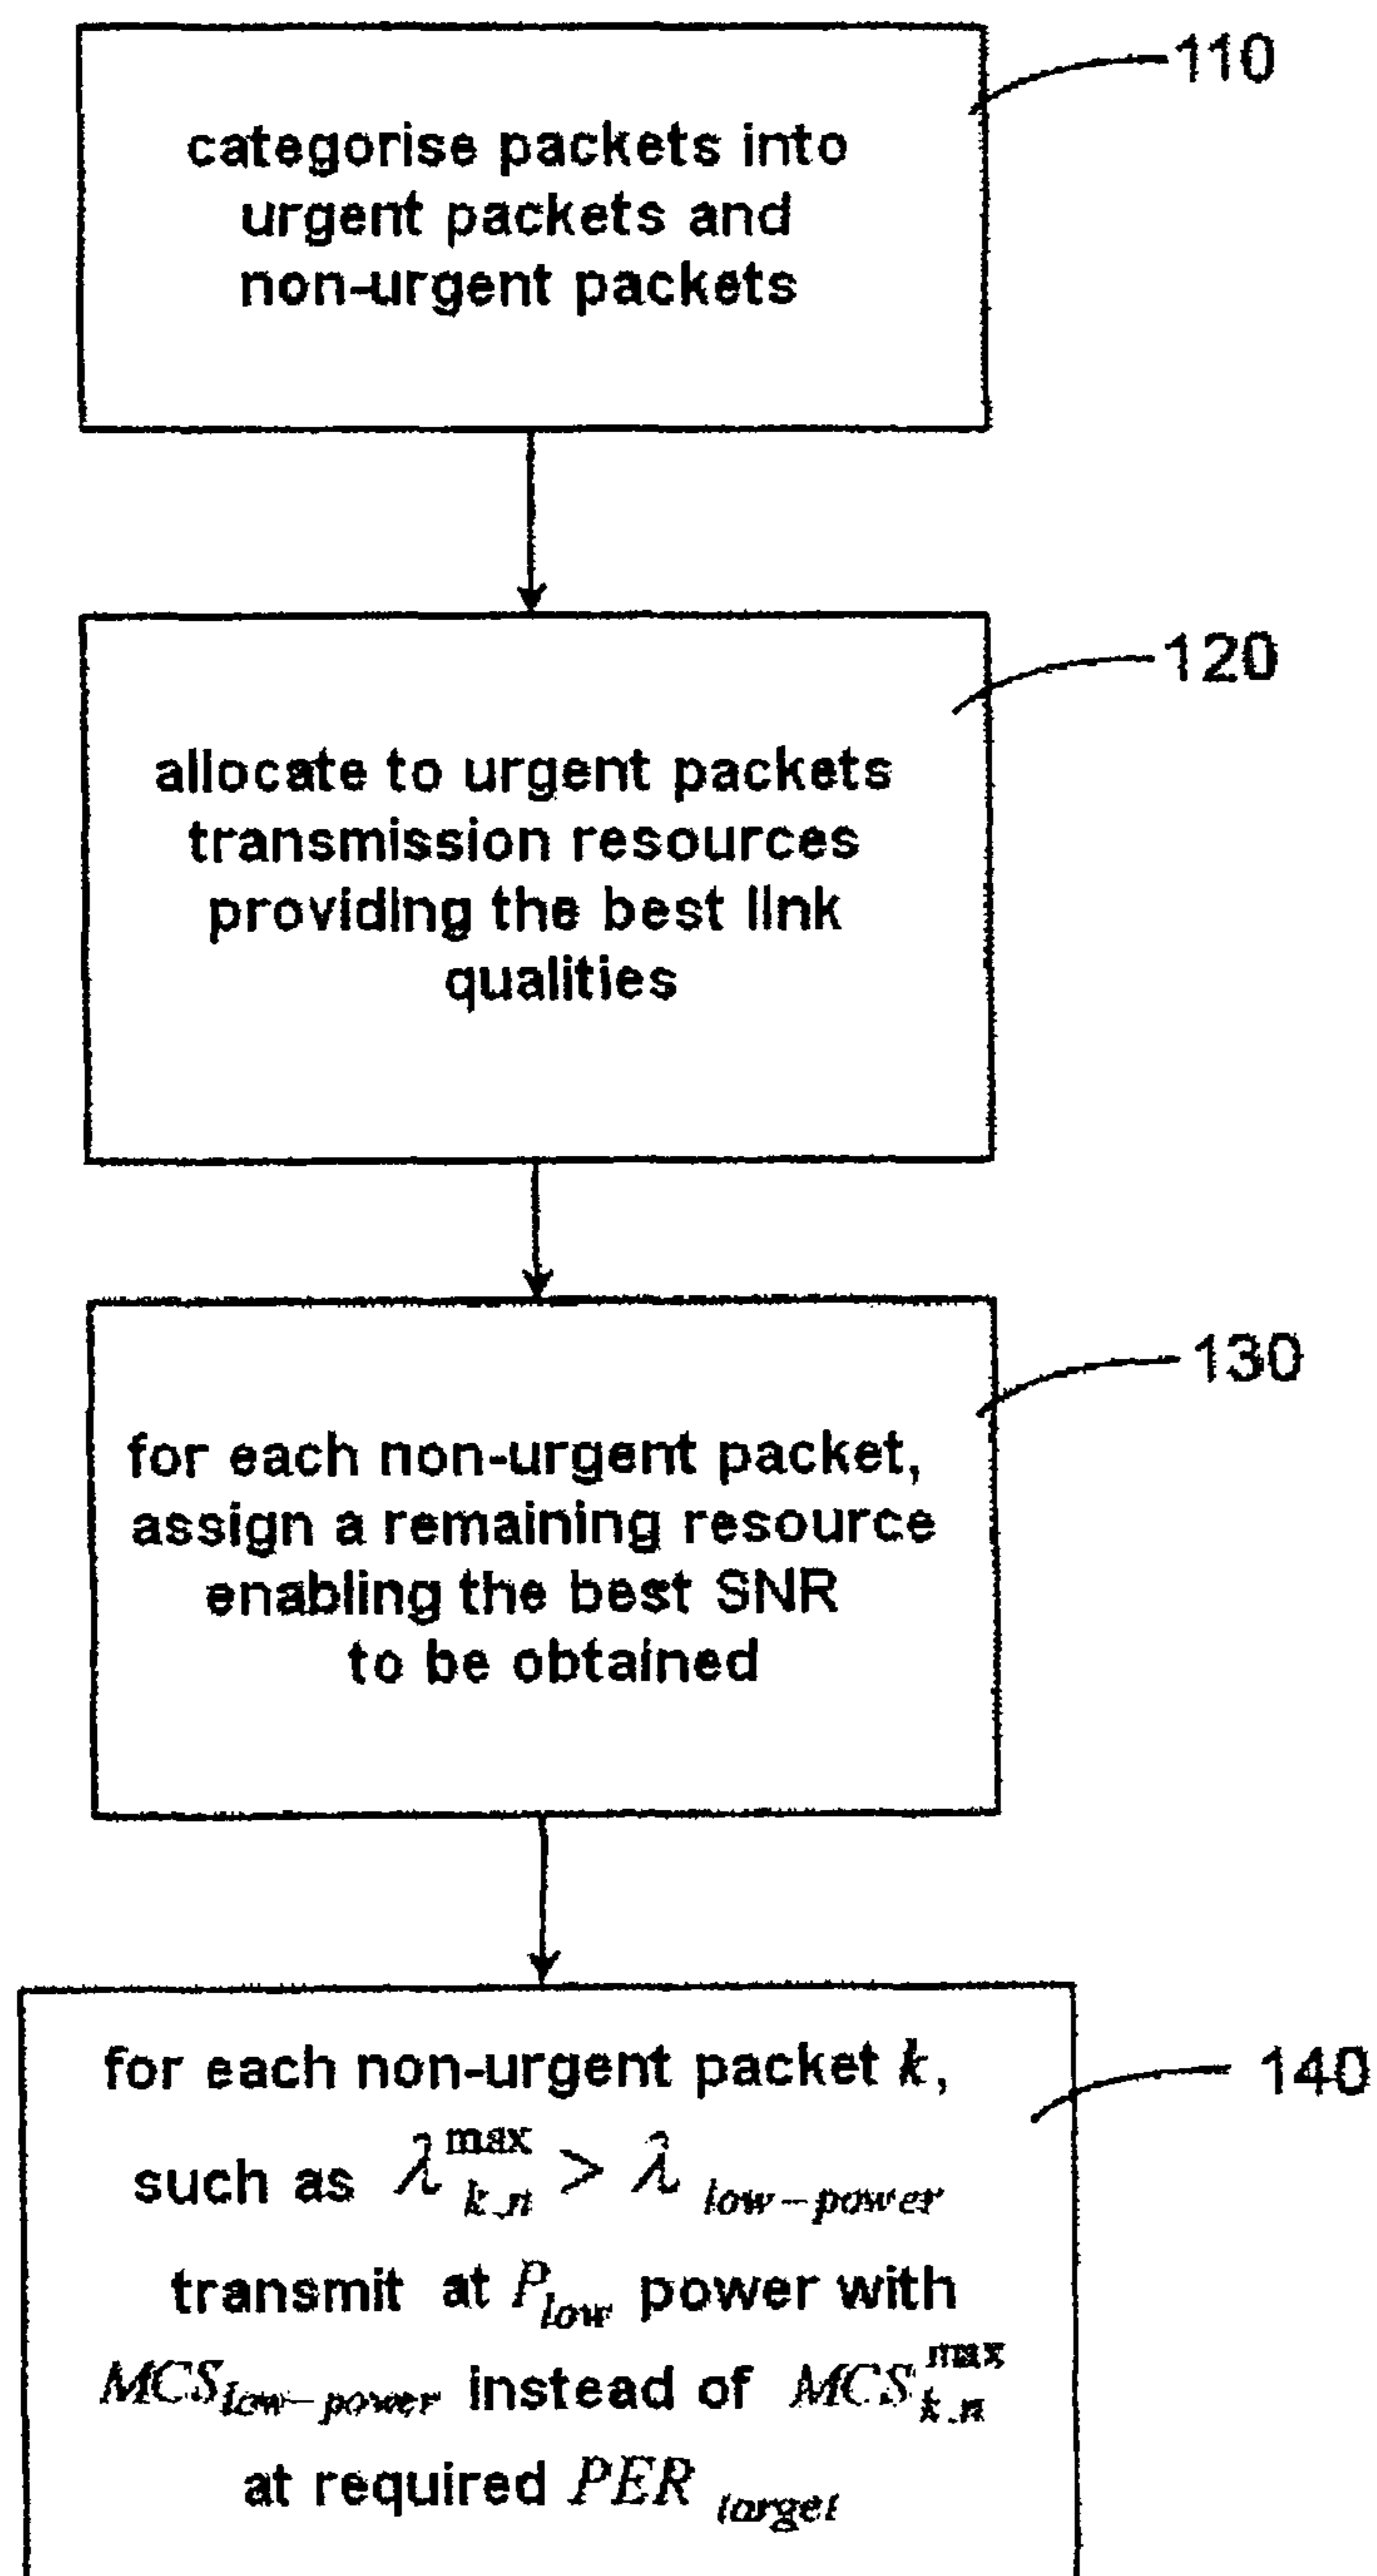 110
categorise packets into
urgent packets and
non-urgent packets
120
allocate to urgent packets
transmission resources
providing the best link
qualities
130
for each non-urgent packet,
assign a remaining resource
enabling the best SNR
to be obtained
140
for each non-urgent packet k,
such as λ^max_k,n > λ_low-power
transmit at P_low power with
MCS_low-power instead of MCS^max_k,n
at required PER_target